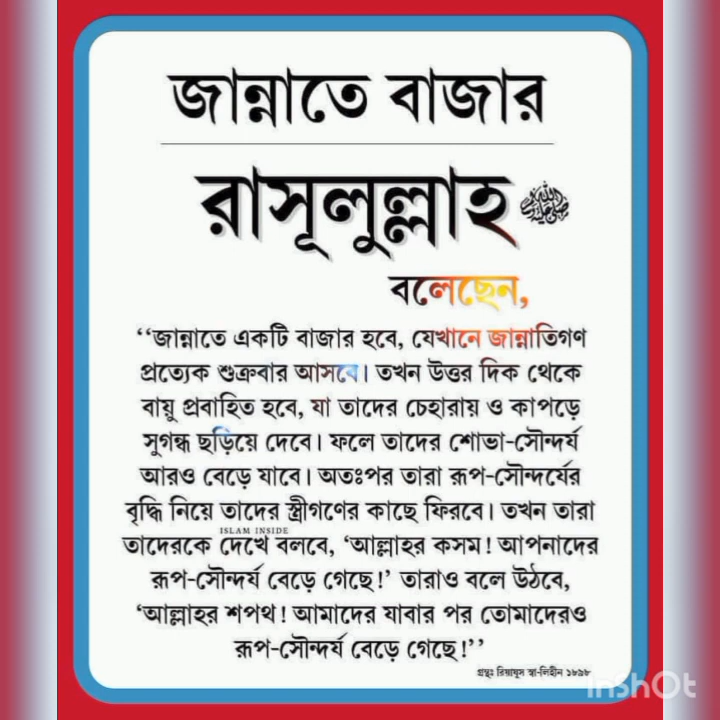 জান্নাতে বাজার
রাসূলুল্লাহ ﷺ
বলেছেন,
‘‘জান্নাতে একটি বাজার হবে, যেখানে জান্নাতিগণ
প্রত্যেক শুক্রবার আসবে। তখন উত্তর দিক থেকে
বায়ু প্রবাহিত হবে, যা তাদের চেহারায় ও কাপড়ে
সুগন্ধ ছড়িয়ে দেবে। ফলে তাদের শোভা-সৌন্দর্য
আরও বেড়ে যাবে। অতঃপর তারা রূপ-সৌন্দর্যের
বৃদ্ধি নিয়ে তাদের স্ত্রীগণের কাছে ফিরবে। তখন তারা
ISLAM INSIDE
তাদেরকে দেখে বলবে, ‘আল্লাহর কসম! আপনাদের
রূপ-সৌন্দর্য বেড়ে গেছে!’ তারাও বলে উঠবে,
‘আল্লাহর শপথ! আমাদের যাবার পর তোমাদেরও
রূপ-সৌন্দর্য বেড়ে গেছে!’’
গ্রন্থঃ রিয়াযুস স্বা-লিহীন ১৮৯৮
InShOt